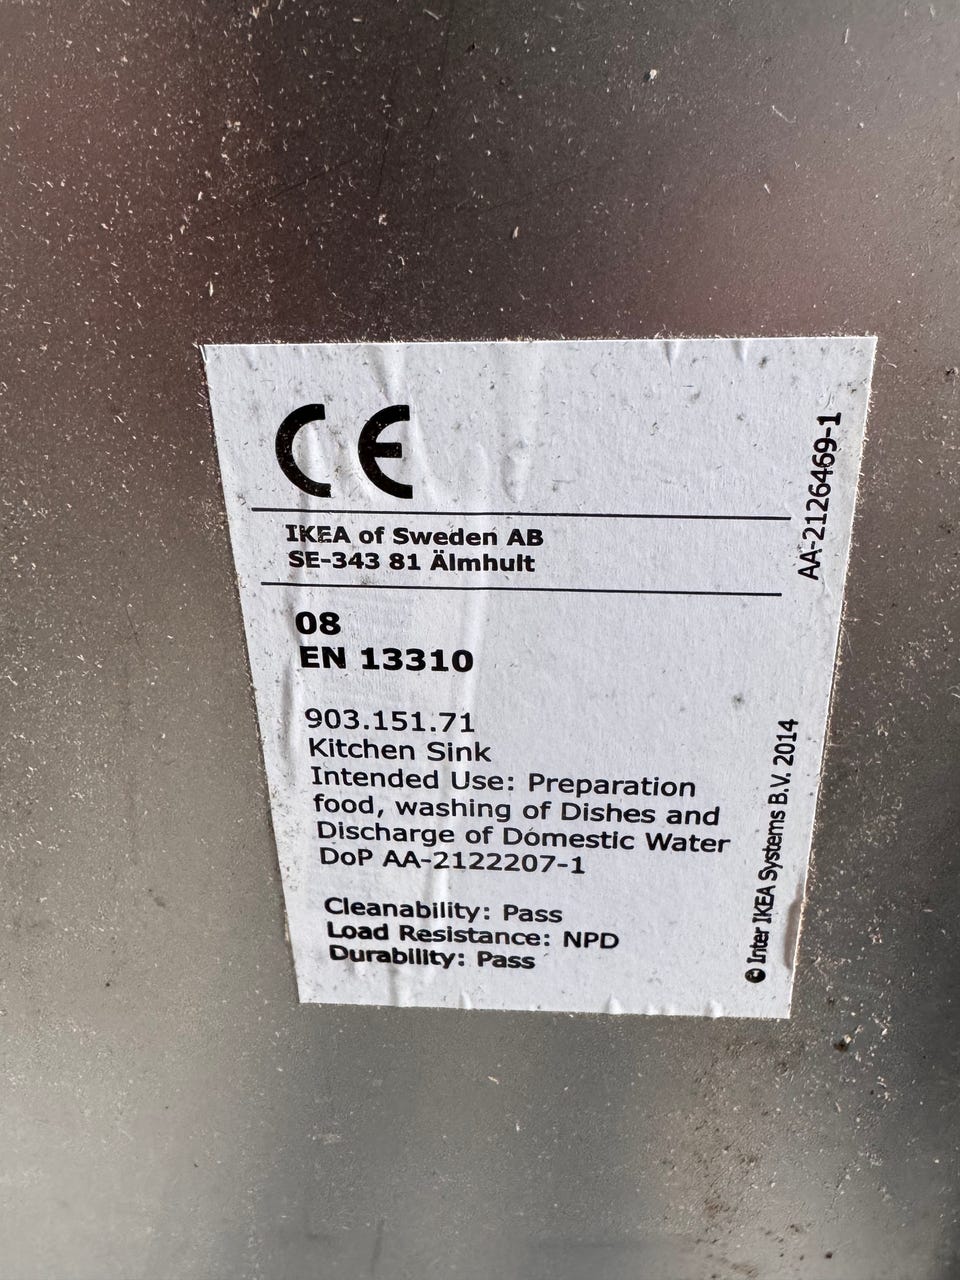 CE
IKEA of Sweden AB
SE-343 81 Älmhult
08
EN 13310
903.151.71
Kitchen Sink
Intended Use: Preparation
food, washing of Dishes and
Discharge of Domestic Water
DoP AA-2122207-1
Cleanability: Pass
Load Resistance: NPD
Durability: Pass
AA-2126469-1
© Inter IKEA Systems B.V. 2014